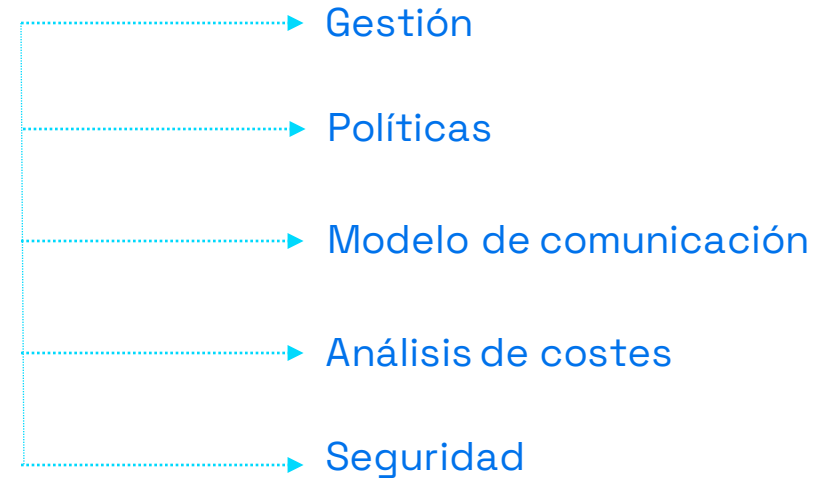 Gestión
Políticas
Modelo de comunicación
Análisis de costes
Seguridad